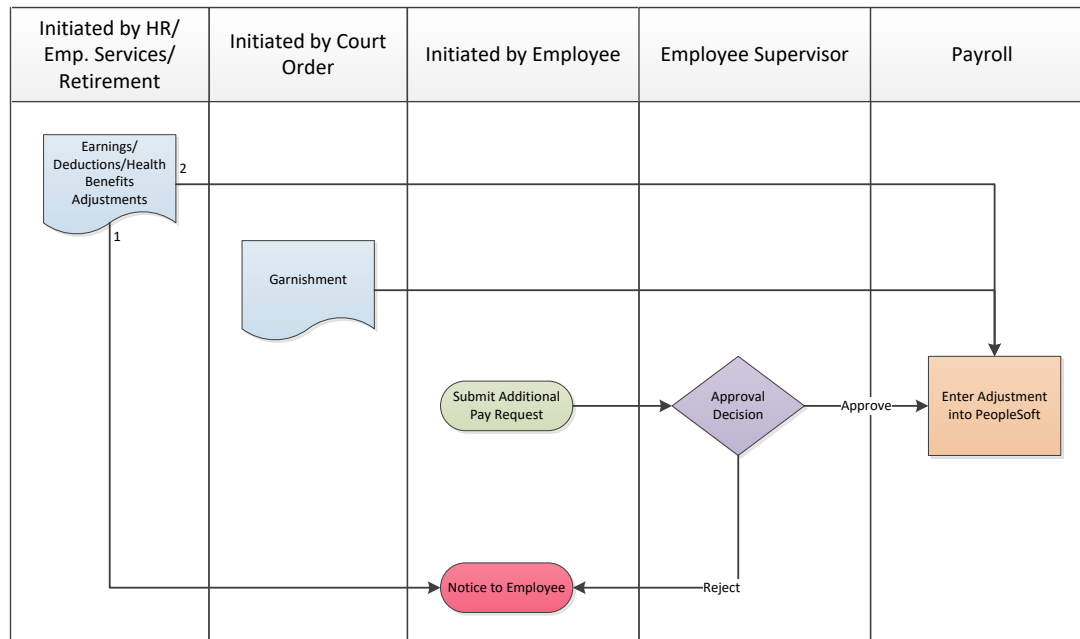 Initiated by HR/
Emp. Services/
Retirement
Initiated by Court
Order
Initiated by Employee
Employee Supervisor
Payroll
Earnings/
Deductions/Health
Benefits
Adjustments
2
1
Garnishment
Submit Additional
Pay Request
Approval
Decision
Approve
Enter Adjustment
into PeopleSoft
Notice to Employee
Reject